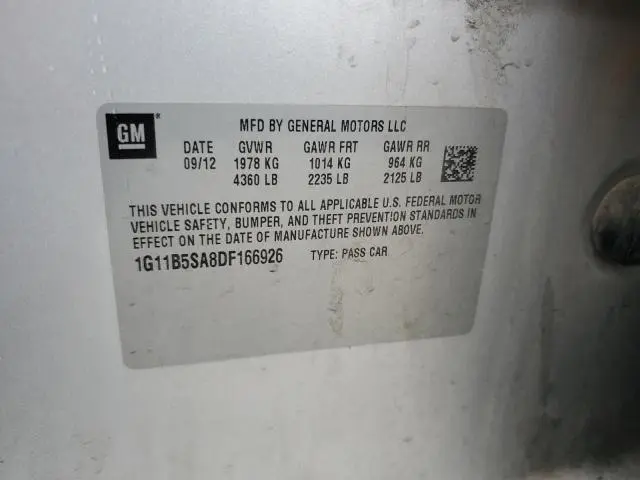 GM ®
MFD BY GENERAL MOTORS LLC
DATE GVWR GAWR FRT GAWR RR
09/12 1978 KG 1014 KG 964 KG
4360 LB 2235 LB 2125 LB
THIS VEHICLE CONFORMS TO ALL APPLICABLE U.S. FEDERAL MOTOR
VEHICLE SAFETY, BUMPER, AND THEFT PREVENTION STANDARDS IN
EFFECT ON THE DATE OF MANUFACTURE SHOWN ABOVE.
1G11B5SA8DF166926 TYPE: PASS CAR